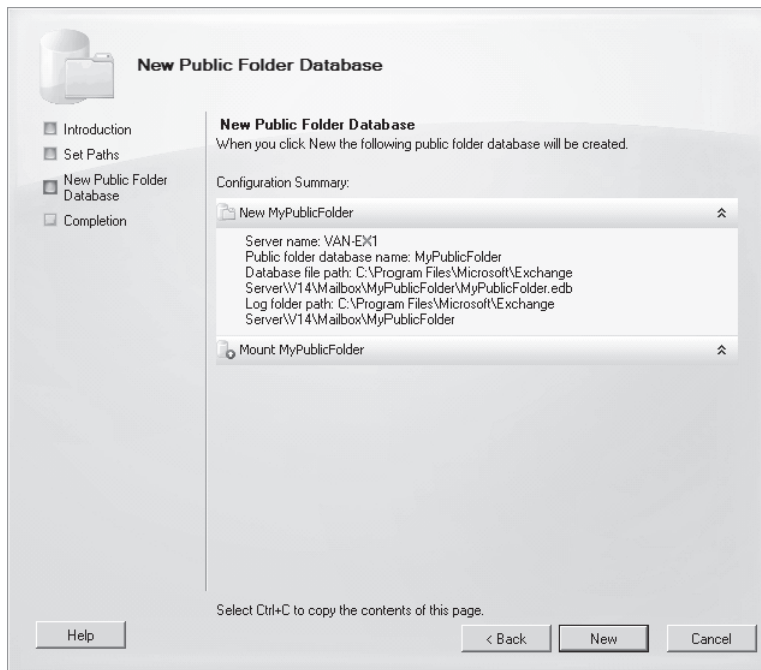 New Public Folder Database
Introduction
Set Paths
New Public Folder
Database
Completion
New Public Folder Database
When you click New the following public folder database will be created.
Configuration Summary:
New MyPublicFolder
Server name: VAN-EX1
Public folder database name: MyPublicFolder
Database file path: C:\Program Files\Microsoft\Exchange
Server\V14\Mailbox\MyPublicFolder\MyPublicFolder.edb
Log folder path: C:\Program Files\Microsoft\Exchange
Server\V14\Mailbox\MyPublicFolder
Mount MyPublicFolder
Select Ctrl+C to copy the contents of this page.
Help
< Back
New
Cancel